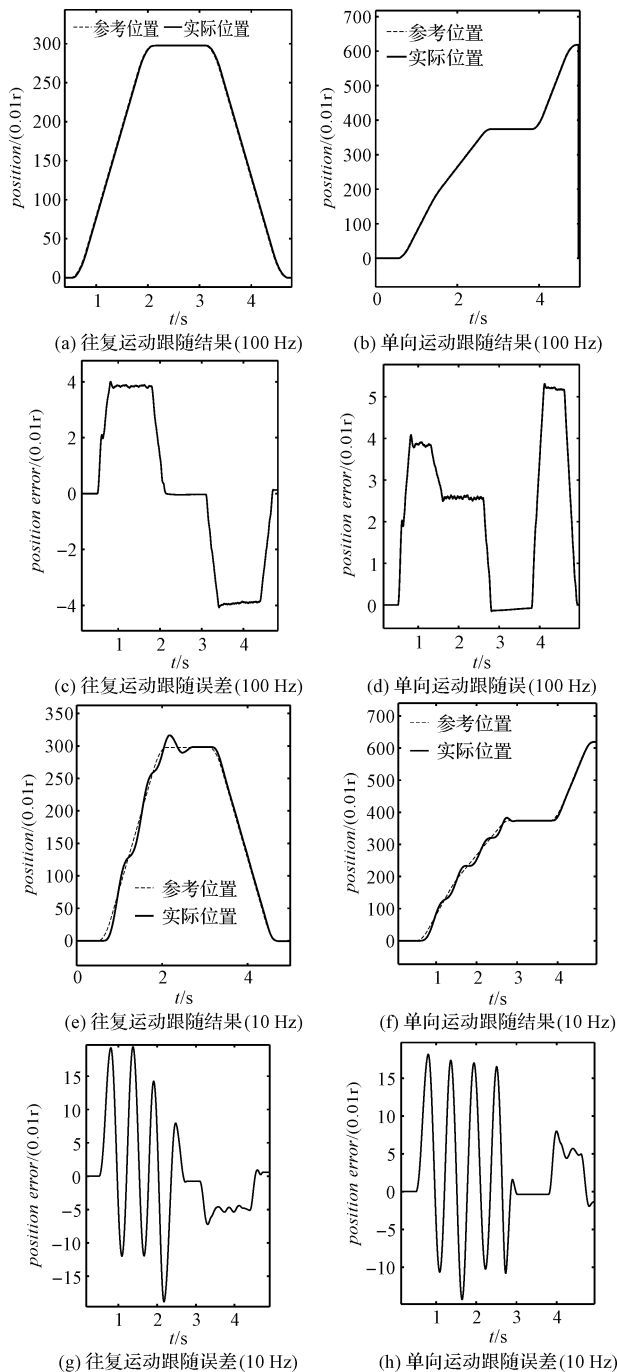 参考位置 实际位置
300
250
200
150
100
50
0
position/(0.01r)
1 2 3 4
t/s
(a) 往复运动跟随结果(100 Hz)
参考位置
实际位置
700
600
500
400
300
200
100
0
position/(0.01r)
0 2 4
t/s
(b) 单向运动跟随结果(100 Hz)
4
2
0
−2
−4
position error/(0.01r)
1 2 3 4
t/s
(c) 往复运动跟随误差(100 Hz)
5
4
3
2
1
0
position error/(0.01r)
1 2 3 4
t/s
(d) 单向运动跟随误(100 Hz)
350
300
250
200
150
100
50
0
position/(0.01r)
参考位置
实际位置
0 2 4
t/s
(e) 往复运动跟随结果(10 Hz)
参考位置
实际位置
700
600
500
400
300
200
100
0
position/(0.01r)
1 2 3 4
t/s
(f) 单向运动跟随结果(10 Hz)
15
10
5
0
−5
−10
−15
position error/(0.01r)
1 2 3 4
t/s
(g) 往复运动跟随误差(10 Hz)
15
10
5
0
−5
−10
position error/(0.01r)
1 2 3 4
t/s
(h) 单向运动跟随误差(10 Hz)